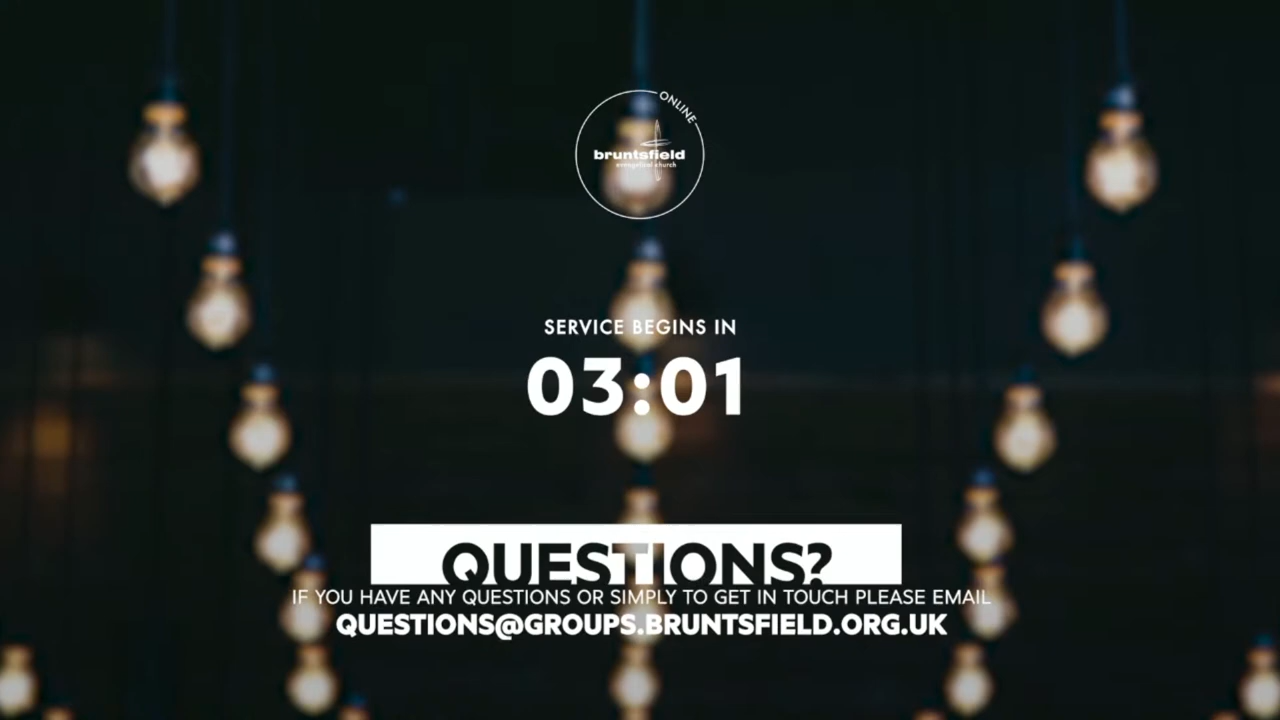 ONLINE
bruntsfield
evangelical church
SERVICE BEGINS IN
03:01
QUESTIONS?
IF YOU HAVE ANY QUESTIONS OR SIMPLY TO GET IN TOUCH PLEASE EMAIL
QUESTIONS@GROUPS.BRUNTSFIELD.ORG.UK